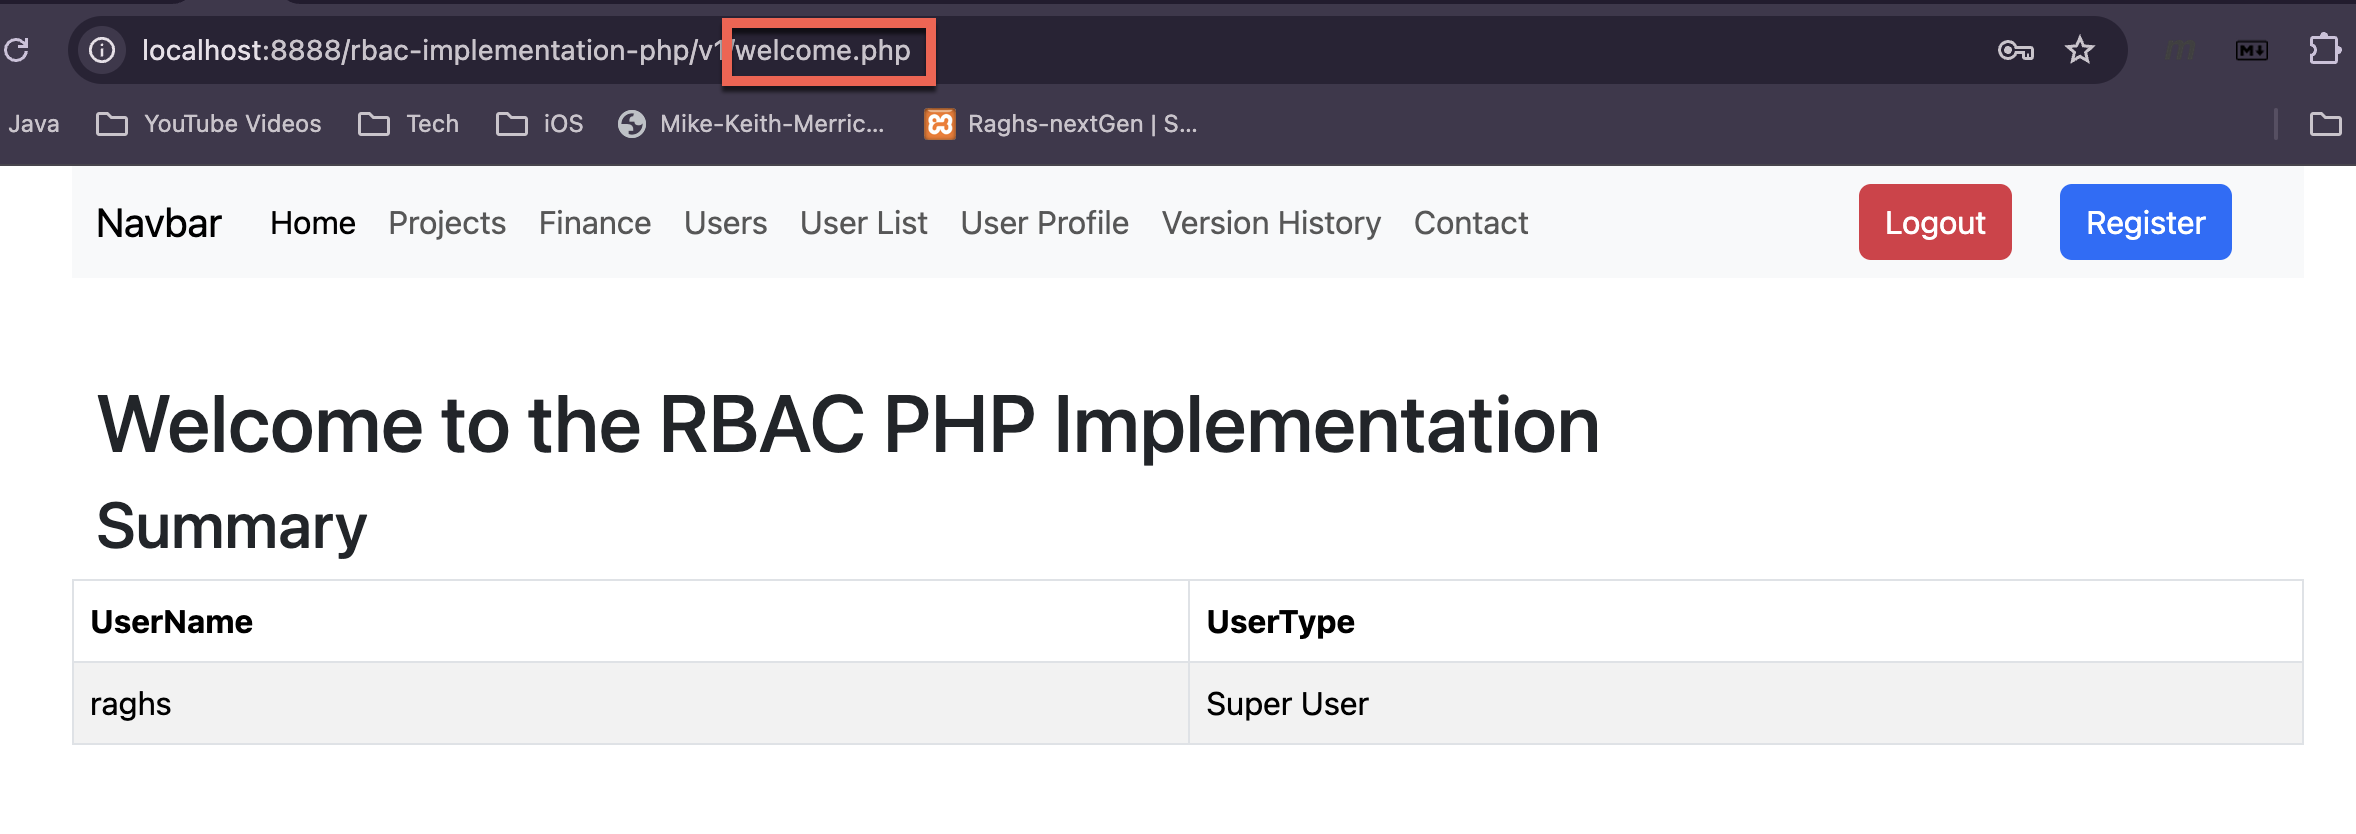 localhost:8888/rbac-implementation-php/v1/welcome.php
Java YouTube Videos Tech iOS Mike-Keith-Merric... Raghs-nextGen | S...
Navbar Home Projects Finance Users User List User Profile Version History Contact Logout Register
Welcome to the RBAC PHP Implementation
Summary
UserName UserType
raghs Super User